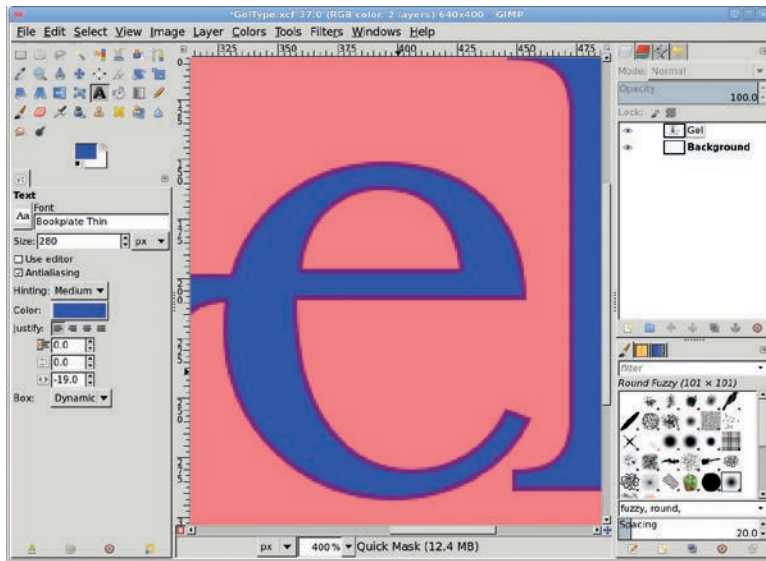 *GelType.xcf-37.0 (RGB color, 2 layers) 640x400 – GIMP
File Edit Select View Image Layer Colors Tools Filters Windows Help
325 350 375 400 425 450 475
Mode: Normal
Opacity 100.0
Lock:
Gel
Background
Text
Font
Aa Bookplate Thin
Size: 280 px
Use editor
Antialiasing
Hinting: Medium
Color:
Justify:
0.0
0.0
-19.0
Box: Dynamic
el
filter
Round Fuzzy (101 × 101)
fuzzy, round,
Spacing 20.0
px 400% Quick Mask (12.4 MB)